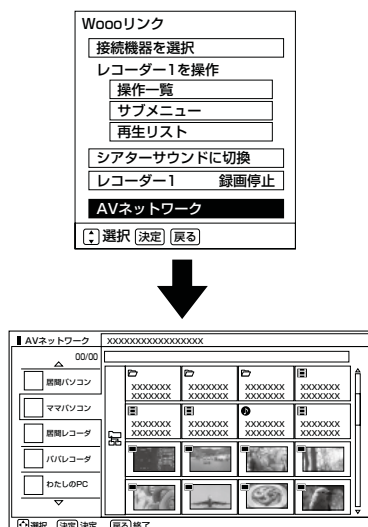 Woooリンク
接続機器を選択
レコーダー1を操作
操作一覧
サブメニュー
再生リスト
シアターサウンドに切換
レコーダー1 録画停止
AVネットワーク
選択 決定 戻る
AVネットワーク XXXXXXXXXXXXXXXXXX
00/00
居間パソコン
ママパソコン
居間レコーダ
パパレコーダ
わたしのPC
XXXXXXX XXXXXXX XXXXXXX XXXXXXX
XXXXXXX XXXXXXX XXXXXXX XXXXXXX
XXXXXXX XXXXXXX XXXXXXX XXXXXXX
XXXXXXX XXXXXXX XXXXXXX XXXXXXX
選択 決定 決定 戻る 終了